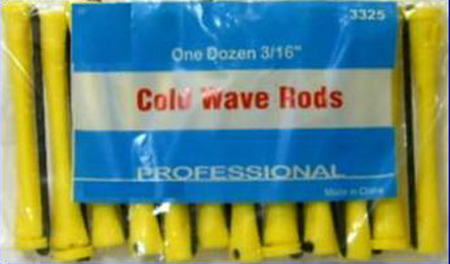 3325
One Dozen 3/16"
Cold Wave Rods
PROFESSIONAL
Made in China